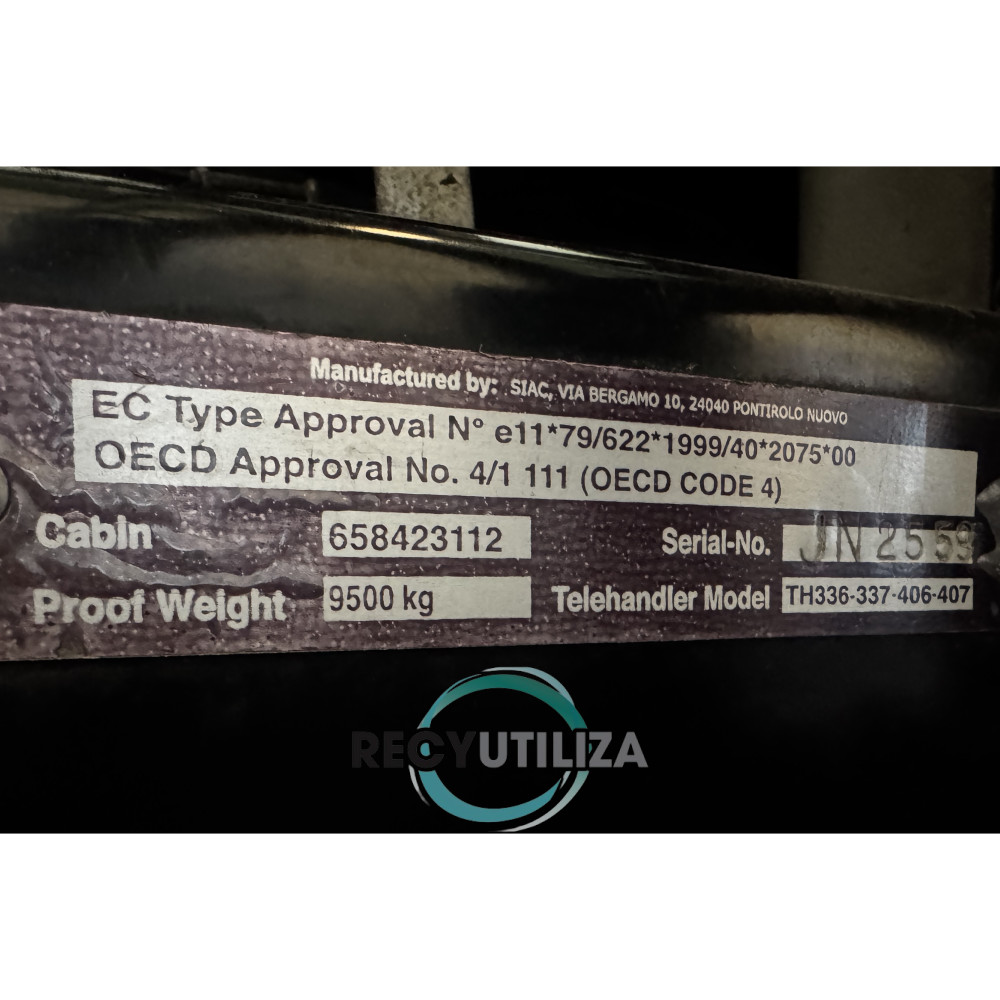 Manufactured by: SIAC, VIA BERGAMO 10, 24040 PONTIROLO NUOVO
EC Type Approval N° e11*79/622*1999/40*2075*00
OECD Approval No. 4/1 111 (OECD CODE 4)
Cabin 658423112 Serial-No. JN 2559
Proof Weight 9500 kg Telehandler Model TH336-337-406-407
RECYUTILIZA